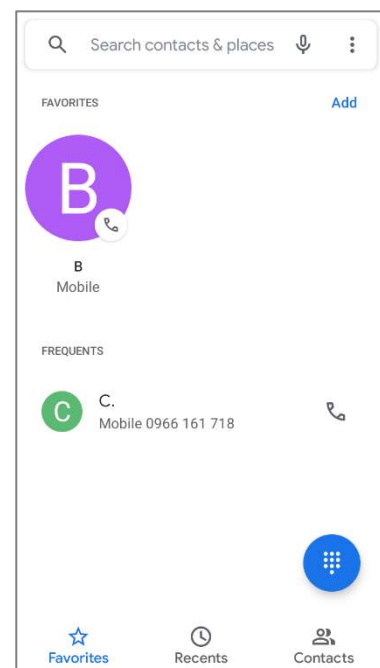 Search contacts & places
FAVORITES Add
B
B
Mobile
FREQUENTS
C
C.
Mobile 0966 161 718
Favorites Recents Contacts